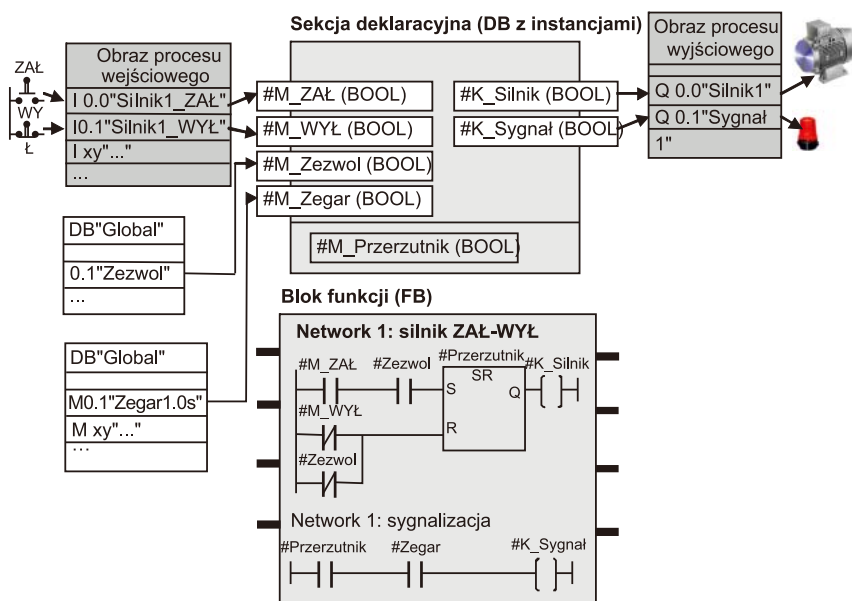 Sekcja deklaracyjna (DB z instancjami)
Obraz procesu
wejściowego
I 0.0"Silnik1_ZAŁ"
I0.1"Silnik1_WYŁ"
I xy"..."
...
ZAŁ
WY
Ł
#M_ZAŁ (BOOL)
#M_WYŁ (BOOL)
#M_Zezwol (BOOL)
#M_Zegar (BOOL)
#K_Silnik (BOOL)
#K_Sygnał (BOOL)
#M_Przerzutnik (BOOL)
Obraz procesu
wyjściowego
Q 0.0"Silnik1"
Q 0.1"Sygnał
1"
DB"Global"
0.1"Zezwol"
...
DB"Global"
M0.1"Zegar1.0s"
M xy"..."
...
Blok funkcji (FB)
Network 1: silnik ZAŁ-WYŁ
#M_ZAŁ
#Zezwol
#Przerzutnik
#K_Silnik
SR
S
Q
#M_WYŁ
R
#Zezwol
Network 1: sygnalizacja
#Przerzutnik
#Zegar
#K_Sygnał